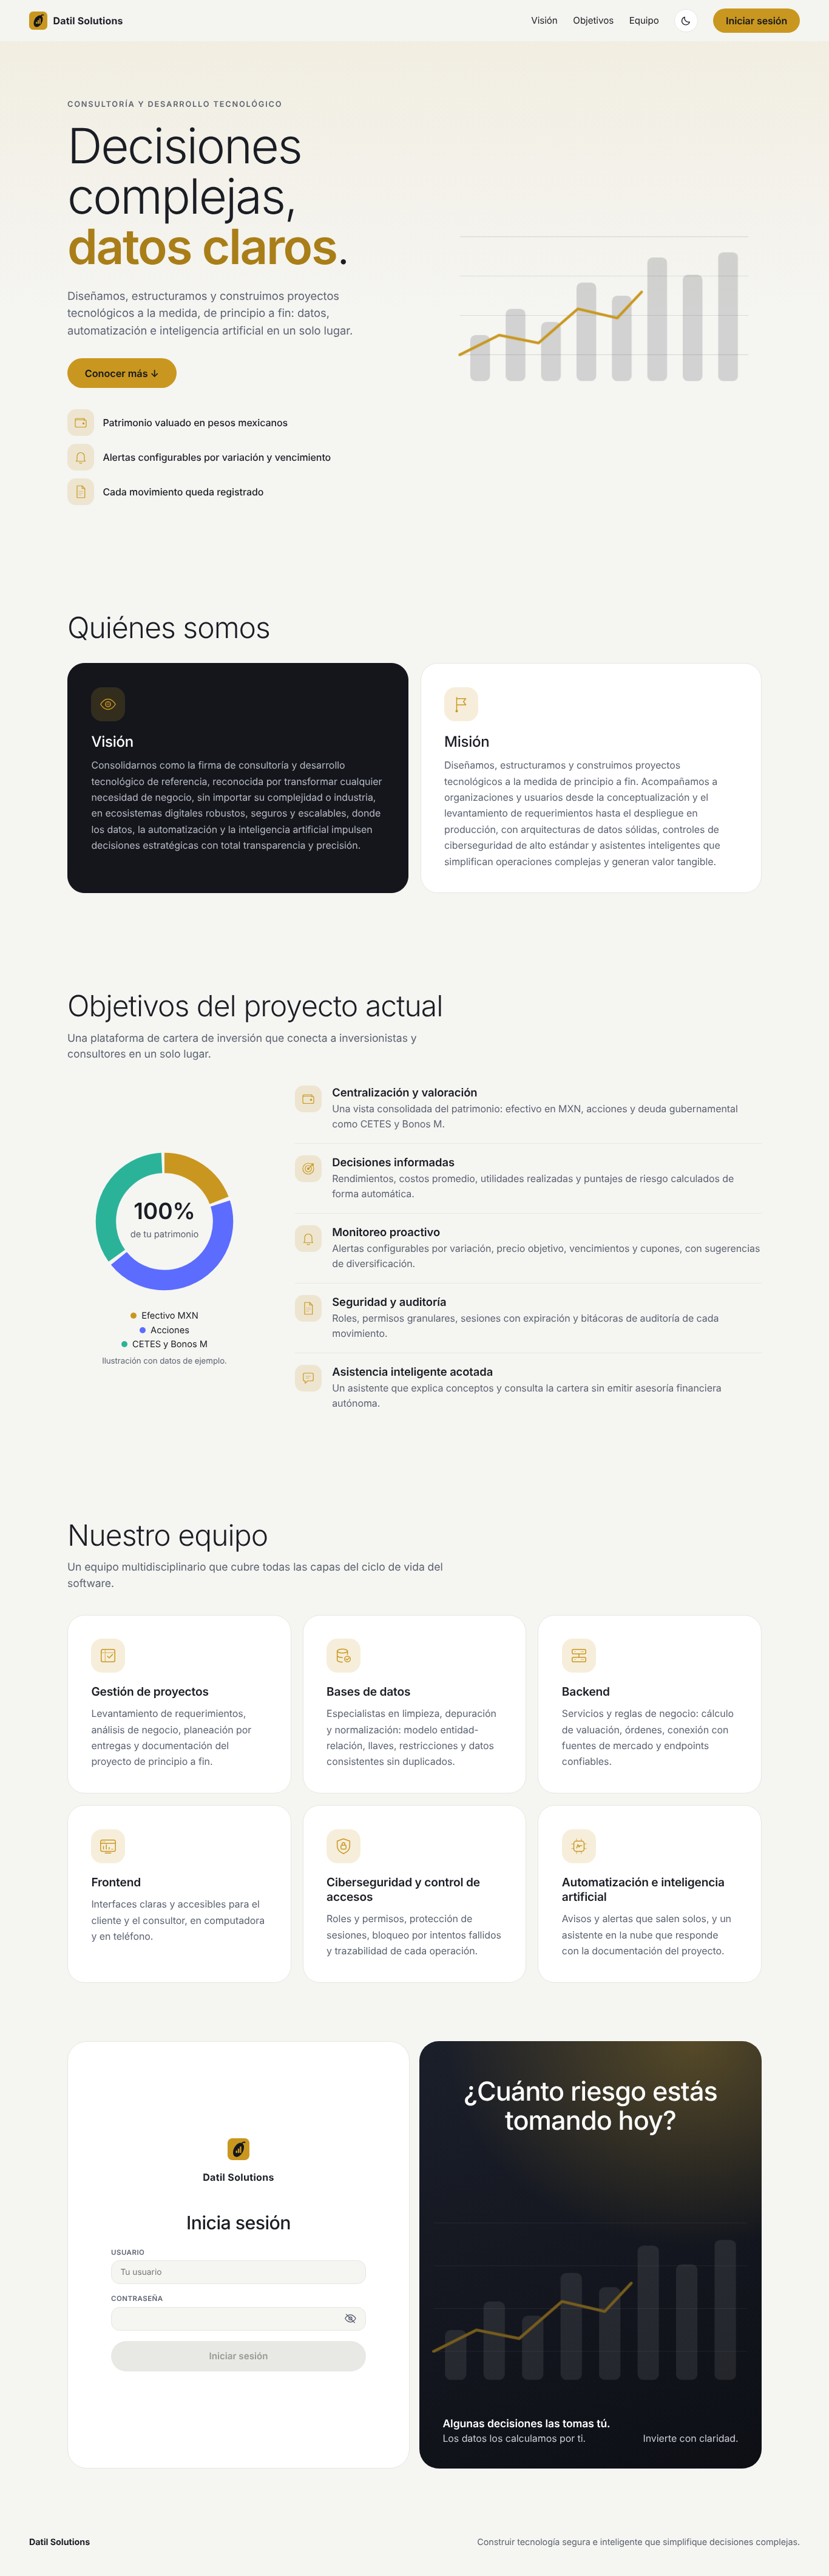 Datil Solutions
Visión
Objetivos
Equipo
Iniciar sesión
CONSULTORÍA Y DESARROLLO TECNOLÓGICO
Decisiones
complejas,
datos claros.
Diseñamos, estructuramos y construimos proyectos
tecnológicos a la medida, de principio a fin: datos,
automatización e inteligencia artificial en un solo lugar.
Conocer más ↓
Patrimonio valuado en pesos mexicanos
Alertas configurables por variación y vencimiento
Cada movimiento queda registrado
Quiénes somos
Visión
Consolidarnos como la firma de consultoría y desarrollo
tecnológico de referencia, reconocida por transformar cualquier
necesidad de negocio, sin importar su complejidad o industria,
en ecosistemas digitales robustos, seguros y escalables, donde
los datos, la automatización y la inteligencia artificial impulsen
decisiones estratégicas con total transparencia y precisión.
Misión
Diseñamos, estructuramos y construimos proyectos
tecnológicos a la medida de principio a fin. Acompañamos a
organizaciones y usuarios desde la conceptualización y el
levantamiento de requerimientos hasta el despliegue en
producción, con arquitecturas de datos sólidas, controles de
ciberseguridad de alto estándar y asistentes inteligentes que
simplifican operaciones complejas y generan valor tangible.
Objetivos del proyecto actual
Una plataforma de cartera de inversión que conecta a inversionistas y
consultores en un solo lugar.
100%
de tu patrimonio
Efectivo MXN
Acciones
CETES y Bonos M
Ilustración con datos de ejemplo.
Centralización y valoración
Una vista consolidada del patrimonio: efectivo en MXN, acciones y deuda gubernamental
como CETES y Bonos M.
Decisiones informadas
Rendimientos, costos promedio, utilidades realizadas y puntajes de riesgo calculados de
forma automática.
Monitoreo proactivo
Alertas configurables por variación, precio objetivo, vencimientos y cupones, con sugerencias
de diversificación.
Seguridad y auditoría
Roles, permisos granulares, sesiones con expiración y bitácoras de auditoría de cada
movimiento.
Asistencia inteligente acotada
Un asistente que explica conceptos y consulta la cartera sin emitir asesoría financiera
autónoma.
Nuestro equipo
Un equipo multidisciplinario que cubre todas las capas del ciclo de vida del
software.
Gestión de proyectos
Levantamiento de requerimientos,
análisis de negocio, planeación por
entregas y documentación del
proyecto de principio a fin.
Bases de datos
Especialistas en limpieza, depuración
y normalización: modelo entidad-
relación, llaves, restricciones y datos
consistentes sin duplicados.
Backend
Servicios y reglas de negocio: cálculo
de valuación, órdenes, conexión con
fuentes de mercado y endpoints
confiables.
Frontend
Interfaces claras y accesibles para el
cliente y el consultor, en computadora
y en teléfono.
Ciberseguridad y control de
accesos
Roles y permisos, protección de
sesiones, bloqueo por intentos fallidos
y trazabilidad de cada operación.
Automatización e inteligencia
artificial
Avisos y alertas que salen solos, y un
asistente en la nube que responde
con la documentación del proyecto.
Datil Solutions
Inicia sesión
USUARIO
Tu usuario
CONTRASEÑA
Iniciar sesión
¿Cuánto riesgo estás
tomando hoy?
Algunas decisiones las tomas tú.
Los datos los calculamos por ti.
Invierte con claridad.
Datil Solutions
Construir tecnología segura e inteligente que simplifique decisiones complejas.